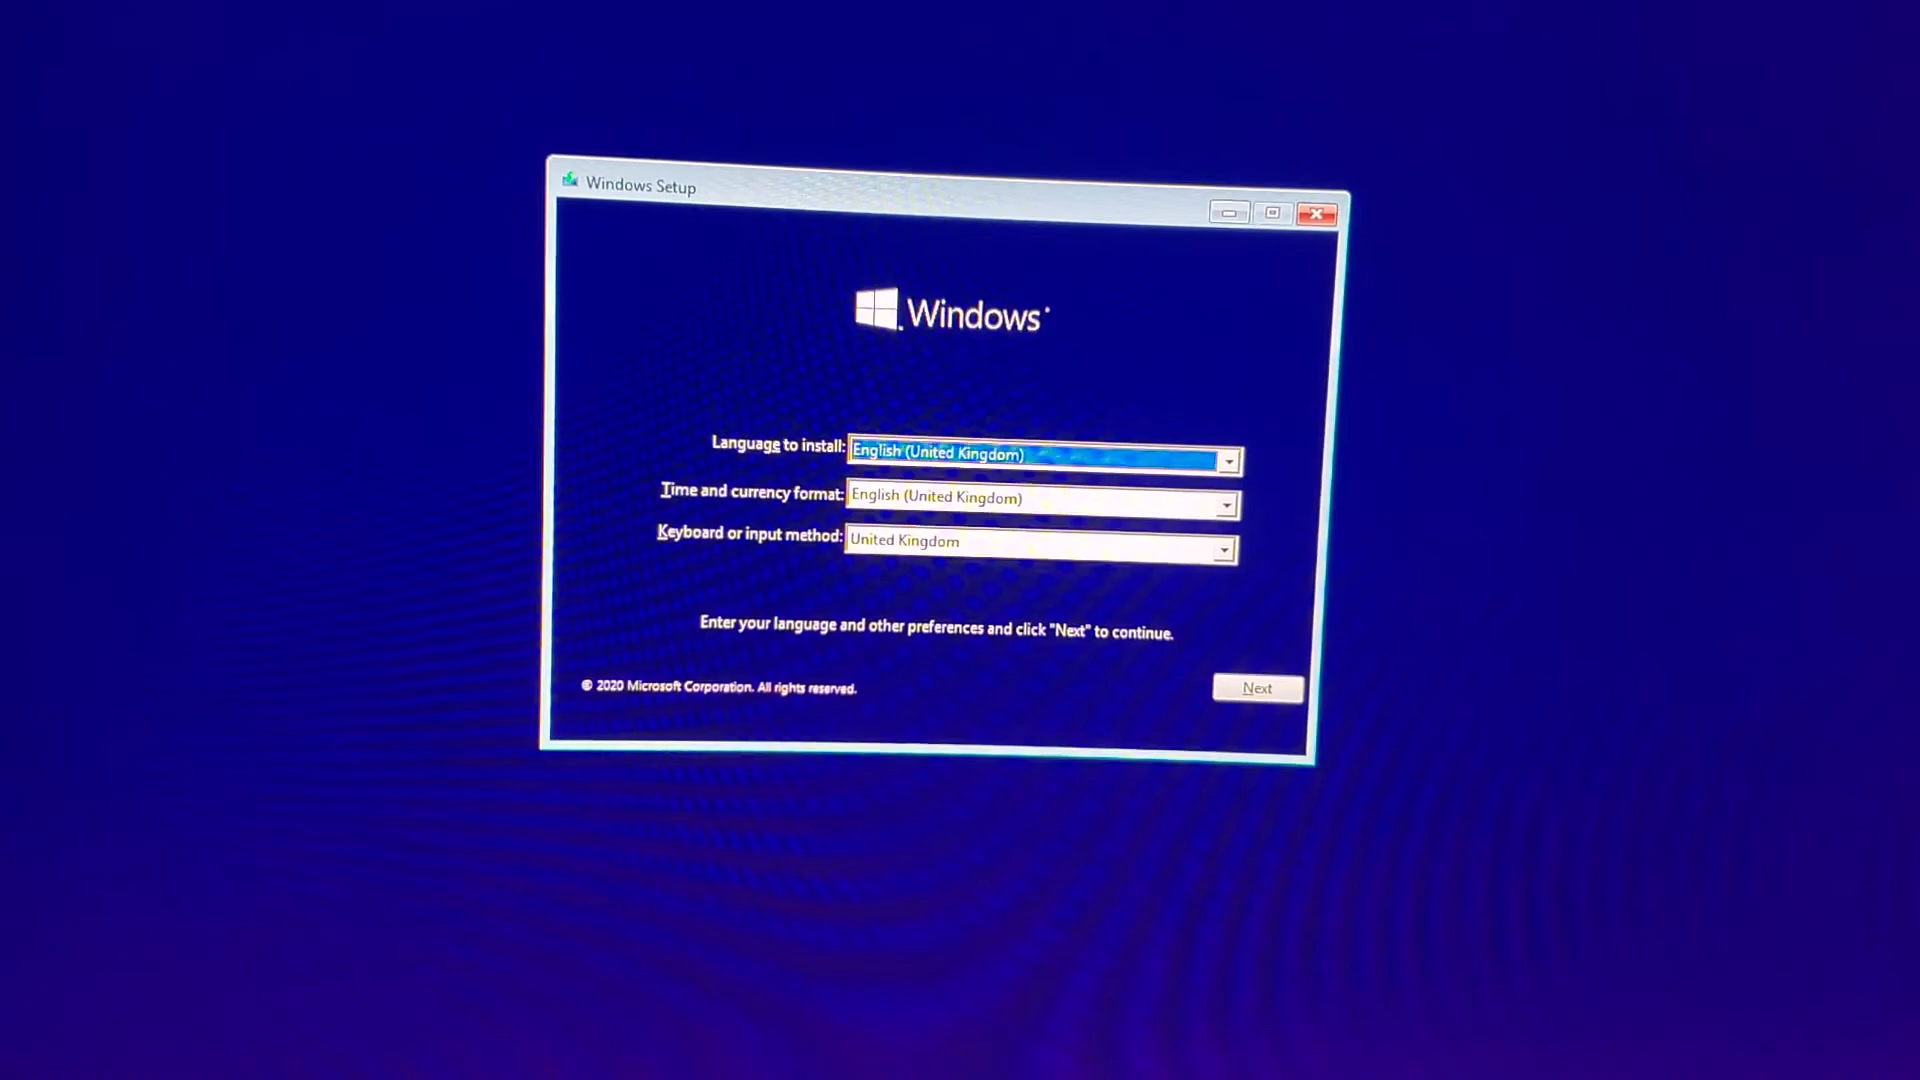 Windows Setup
Windows
Language to install: English (United Kingdom)
Time and currency format: English (United Kingdom)
Keyboard or input method: United Kingdom
Enter your language and other preferences and click "Next" to continue.
© 2020 Microsoft Corporation. All rights reserved.
Next